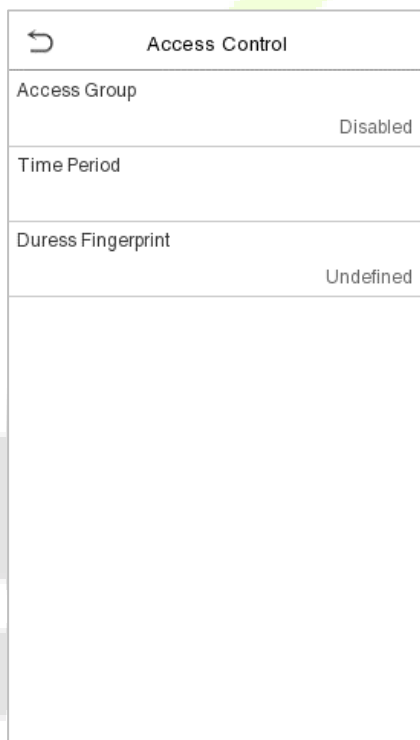 Access Control
Access Group
Disabled
Time Period
Duress Fingerprint
Undefined